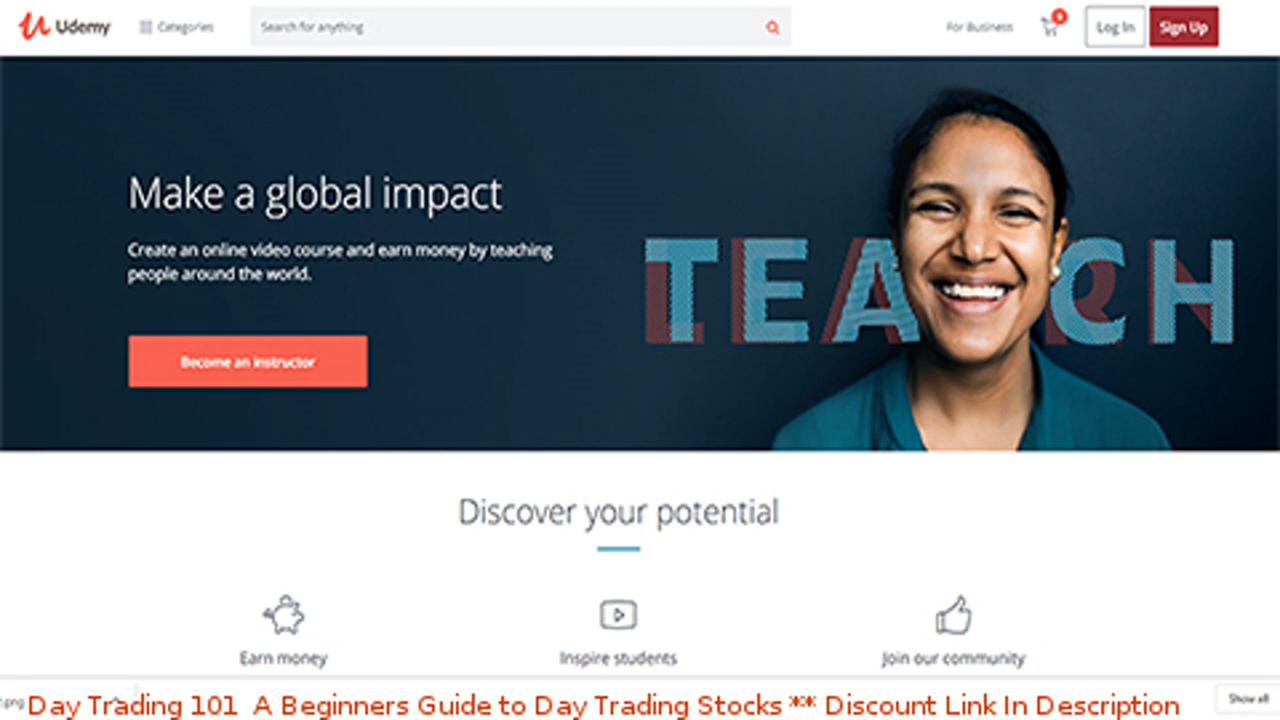 Udemy
Categories
Search for anything
For Business
Log In
Sign Up
Make a global impact
Create an online video course and earn money by teaching
people around the world.
Become an instructor
TEACH
Discover your potential
Earn money
Inspire students
Join our community
.png
Show all
Day Trading 101 A Beginners Guide to Day Trading Stocks ** Discount Link In Description